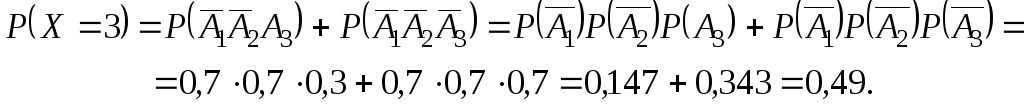 P(X = 3) = P(A̅₁A̅₂A₃) + P(A̅₁A̅₂A̅₃) = P(A̅₁)P(A̅₂)P(A₃) + P(A̅₁)P(A̅₂)P(A̅₃) =
= 0,7 · 0,7 · 0,3 + 0,7 · 0,7 · 0,7 = 0,147 + 0,343 = 0,49.